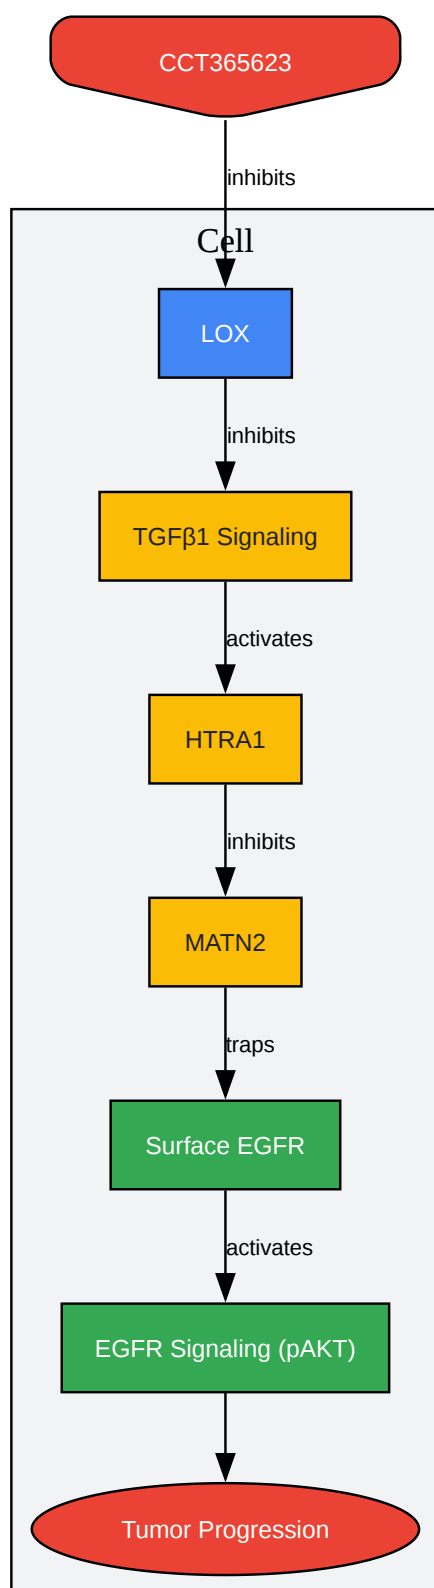 CCT365623
inhibits
Cell
LOX
inhibits
TGFβ1 Signaling
activates
HTRA1
inhibits
MATN2
traps
Surface EGFR
activates
EGFR Signaling (pAKT)
Tumor Progression